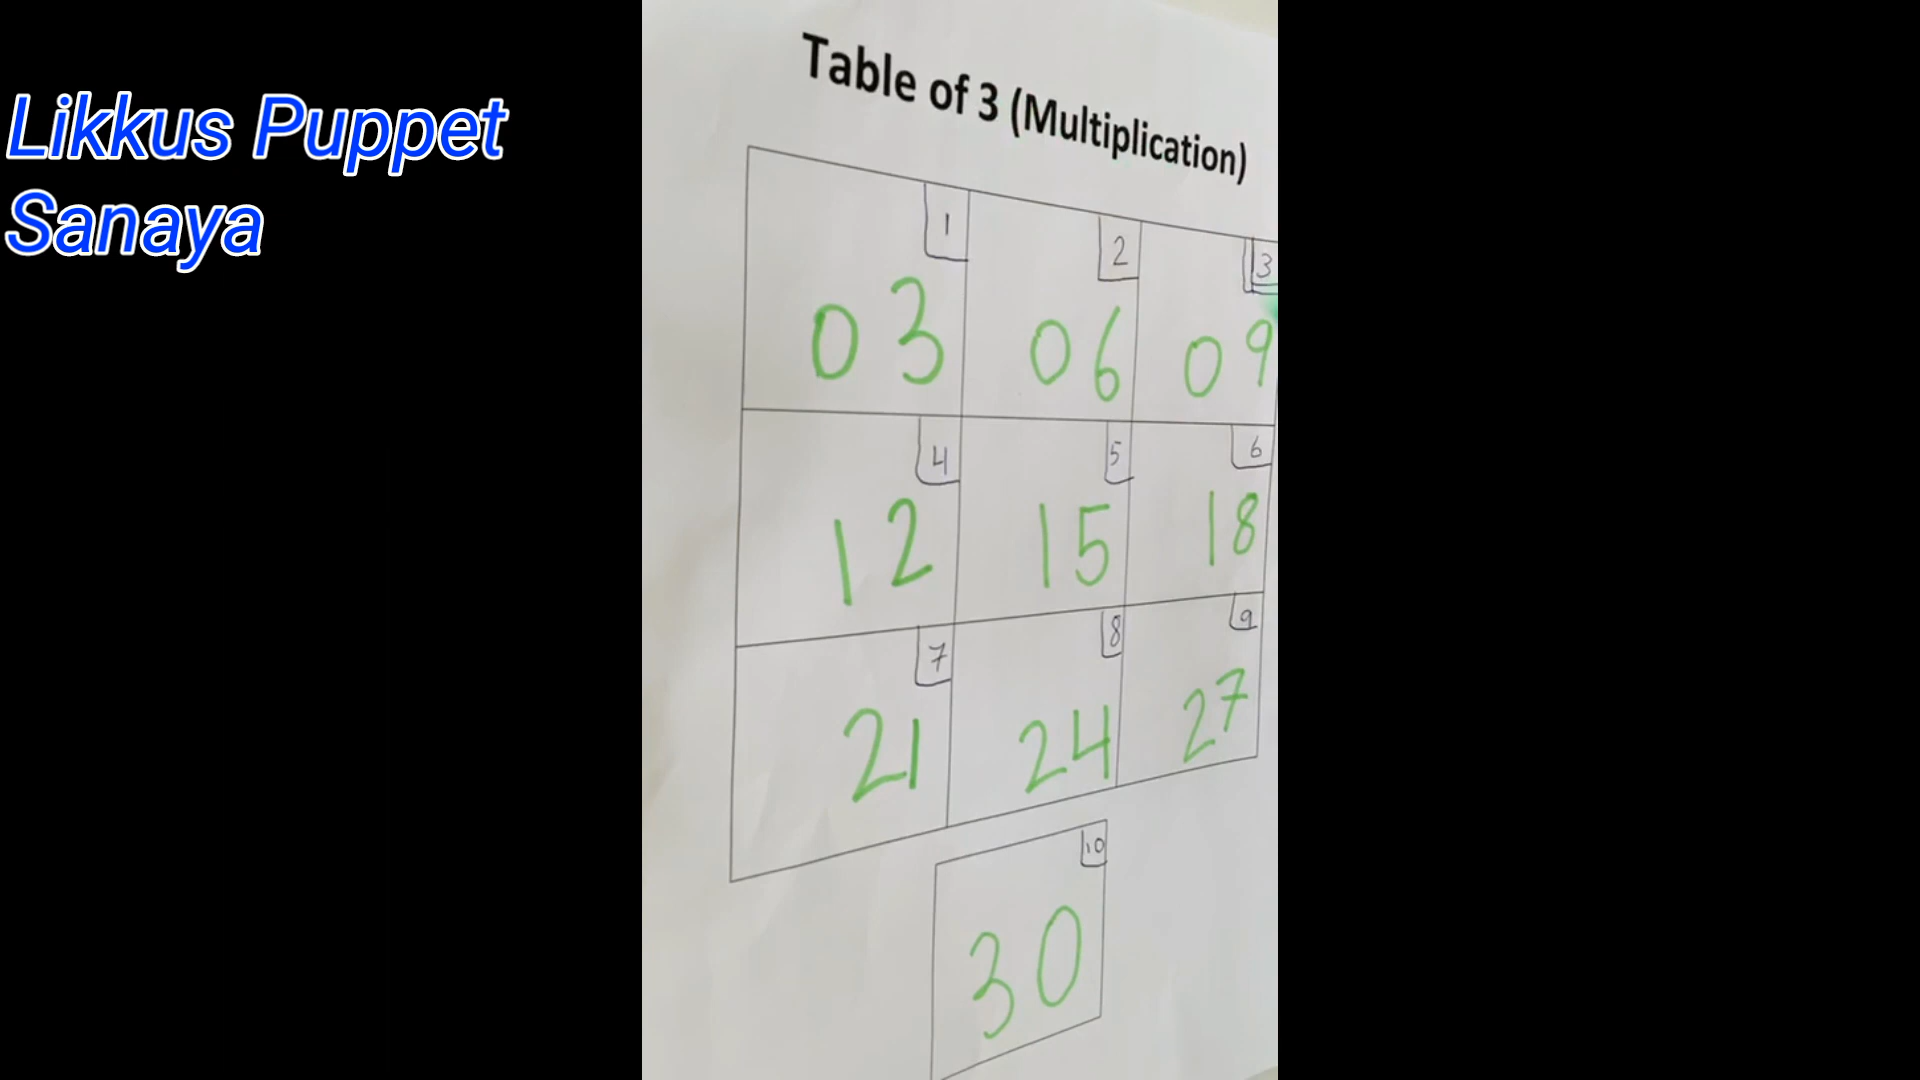 Likkus Puppet
Sanaya
Table of 3 (Multiplication)
1 2 3
03 06 09
4 5 6
12 15 18
7 8 9
21 24 27
10
30